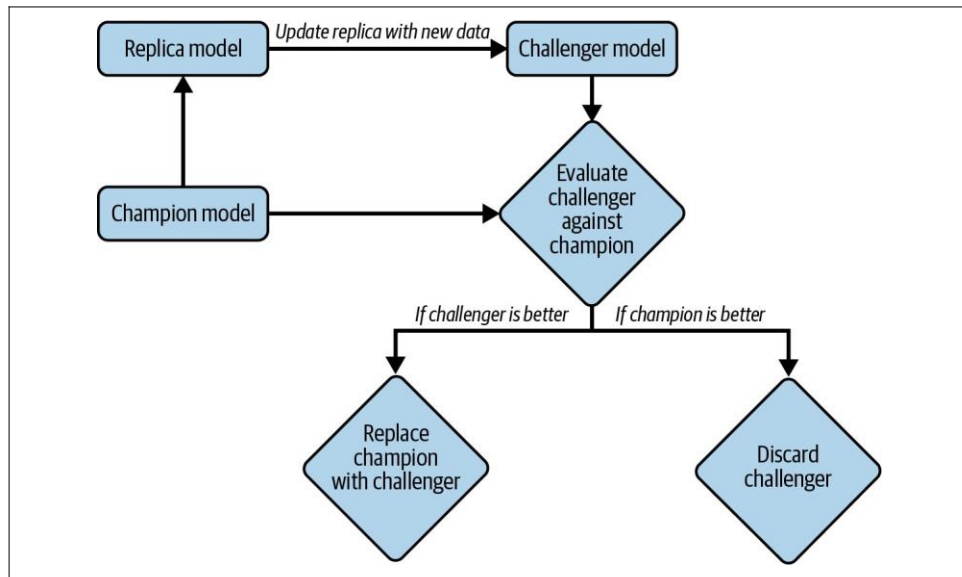 Replica model
Update replica with new data
Challenger model
Champion model
Evaluate
challenger
against
champion
If challenger is better
If champion is better
Replace
champion
with challenger
Discard
challenger